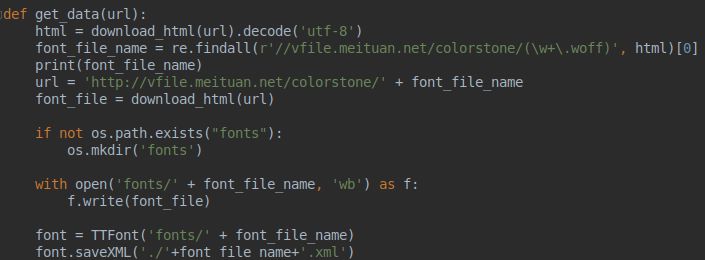 def get_data(url):
    html = download_html(url).decode('utf-8')
    font_file_name = re.findall(r'//vfile.meituan.net/colorstone/(\w+\.woff)', html)[0]
    print(font_file_name)
    url = 'http://vfile.meituan.net/colorstone/' + font_file_name
    font_file = download_html(url)

    if not os.path.exists("fonts"):
        os.mkdir('fonts')

    with open('fonts/' + font_file_name, 'wb') as f:
        f.write(font_file)

    font = TTFont('fonts/' + font_file_name)
    font.saveXML('./'+font_file_name+'.xml')